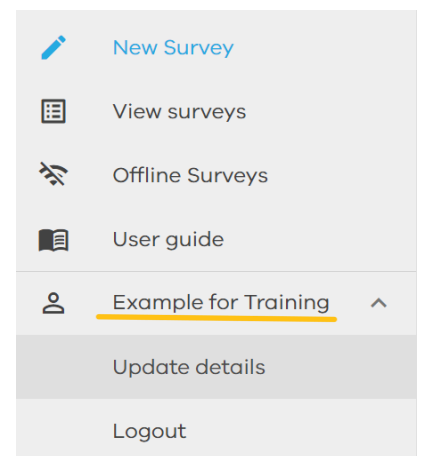 New Survey
View surveys
Offline Surveys
User guide
Example for Training
Update details
Logout